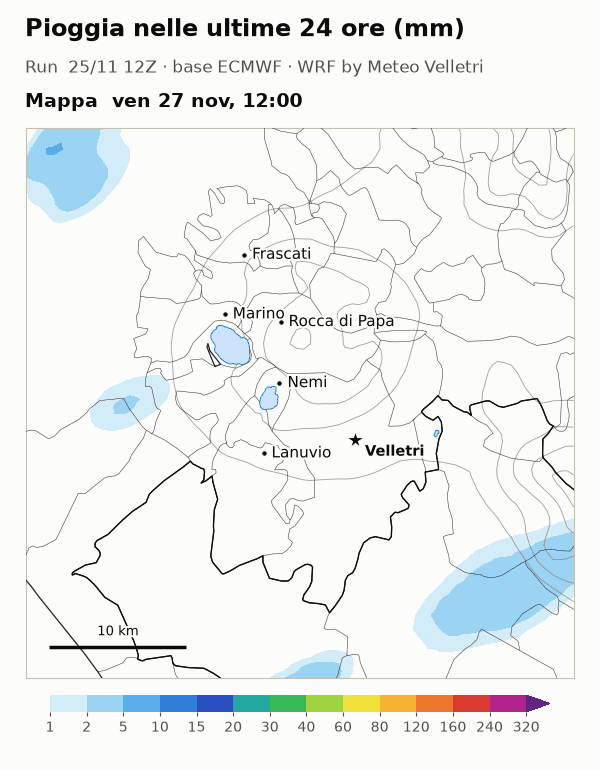 Pioggia nelle ultime 24 ore (mm)
Run  25/11 12Z · base ECMWF · WRF by Meteo Velletri
Mappa  ven 27 nov, 12:00
Frascati
Marino
Rocca di Papa
Nemi
Velletri
Lanuvio
10 km
1 2 5 10 15 20 30 40 60 80 120 160 240 320